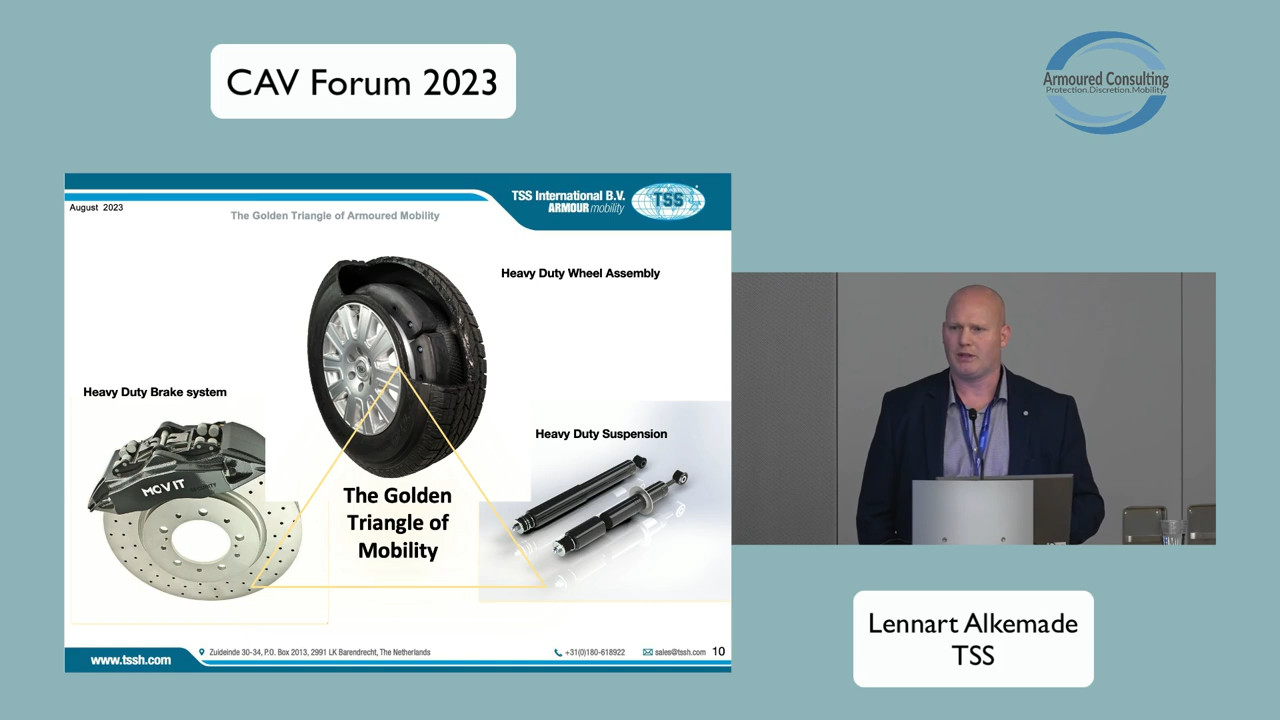 CAV Forum 2023
Armoured Consulting
Protection.Discretion.Mobility.
TSS International B.V.
ARMOUR mobility
TSS
August 2023
The Golden Triangle of Armoured Mobility
Heavy Duty Wheel Assembly
Heavy Duty Brake system
Heavy Duty Suspension
MOVIT
The Golden
Triangle of
Mobility
www.tssh.com
Zuideinde 30-34, P.O. Box 2013, 2991 LK Barendrecht, The Netherlands
+31(0)180-618922
sales@tssh.com
10
Lennart Alkemade
TSS